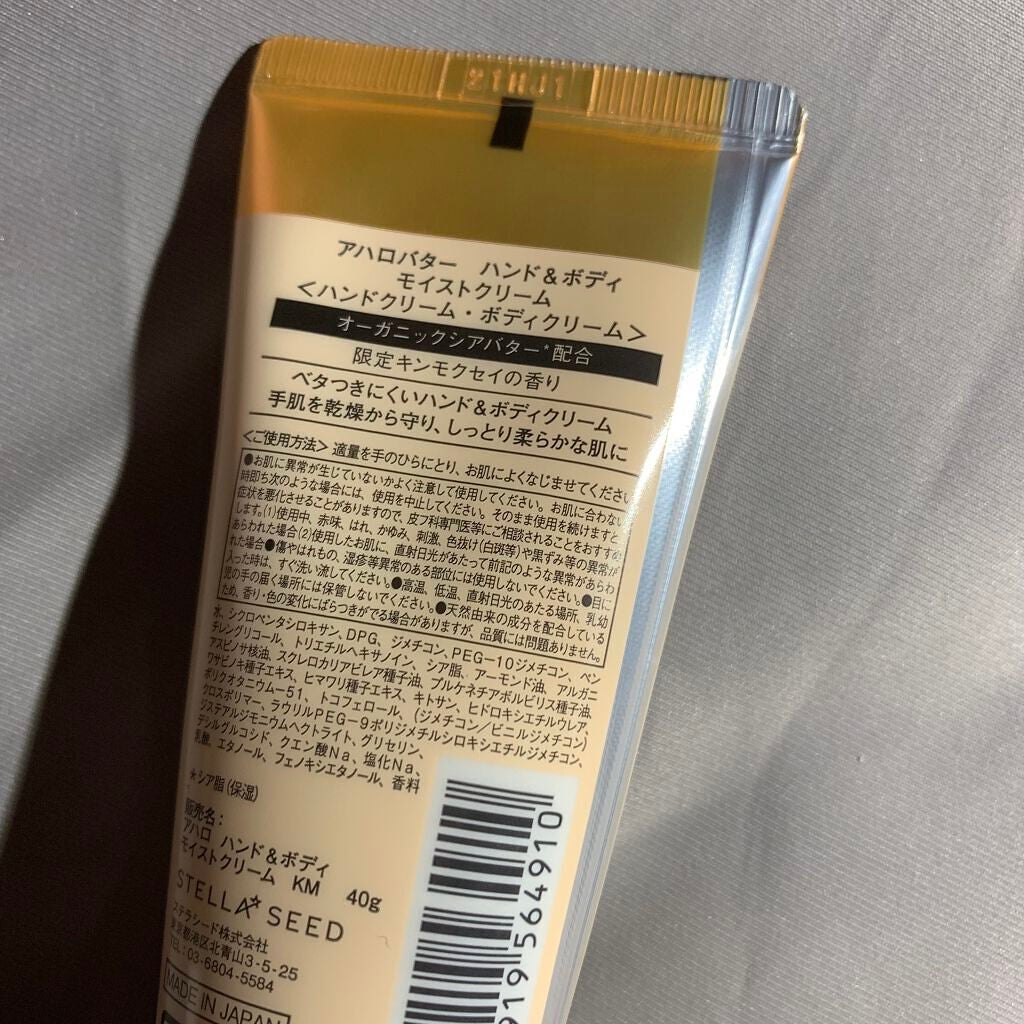 21HJ1
アハロバター ハンド&ボディ
モイストクリーム
<ハンドクリーム・ボディクリーム>
オーガニックシアバター*配合
限定キンモクセイの香り
ベタつきにくいハンド&ボディクリーム
手肌を乾燥から守り、しっとり柔らかな肌に
<ご使用方法>適量を手のひらにとり、お肌によくなじませてください
●お肌に異常が生じていないかよく注意して使用してください。お肌に合わない
時即ち次のような場合には、使用を中止してください。そのまま使用を続けますと
症状を悪化させることがありますので、皮フ科専門医等にご相談されることをおすすめ
します。(1)使用中、赤味、はれ、かゆみ、刺激、色抜け(白斑等)や黒ずみ等の異常が
あらわれた場合(2)使用したお肌に、直射日光があたって前記のような異常があらわ
れた場合●傷やはれもの、湿疹等異常のある部位には使用しないでください。●目に
入った時は、すぐ洗い流してください。●高温、低温、直射日光のあたる場所、乳幼
児の手の届く場所には保管しないでください。●天然由来の成分を配合している
ため、香り・色の変化にばらつきがでる場合がありますが、品質には問題ありません。
水、シクロペンタシロキサン、DPG、ジメチコン、PEG-10ジメチコン、ペン
チレングリコール、トリエチルヘキサノイン、シア脂、アーモンド油、アルガニ
アスピノサ核油、スクレロカリアビレア種子油、プルケネチアボルビリス種子油、
ワサビノキ種子エキス、ヒマワリ種子エキス、キトサン、ヒドロキシエチルウレア、
ポリクオタニウム-51、トコフェロール、(ジメチコン/ビニルジメチコン)
クロスポリマー、ラウリルPEG-9ポリジメチルシロキシエチルジメチコン、
ジステアルジモニウムヘクトライト、グリセリン、
デシルグルコシド、クエン酸Na、塩化Na、
乳酸、エタノール、フェノキシエタノール、香料
*シア脂(保湿)
販売名:
アハロ ハンド&ボディ
モイストクリーム KM 40g
STELLA SEED
ステラシード株式会社
東京都港区北青山3-5-25
TEL:03-6804-5584
MADE IN JAPAN
919564910